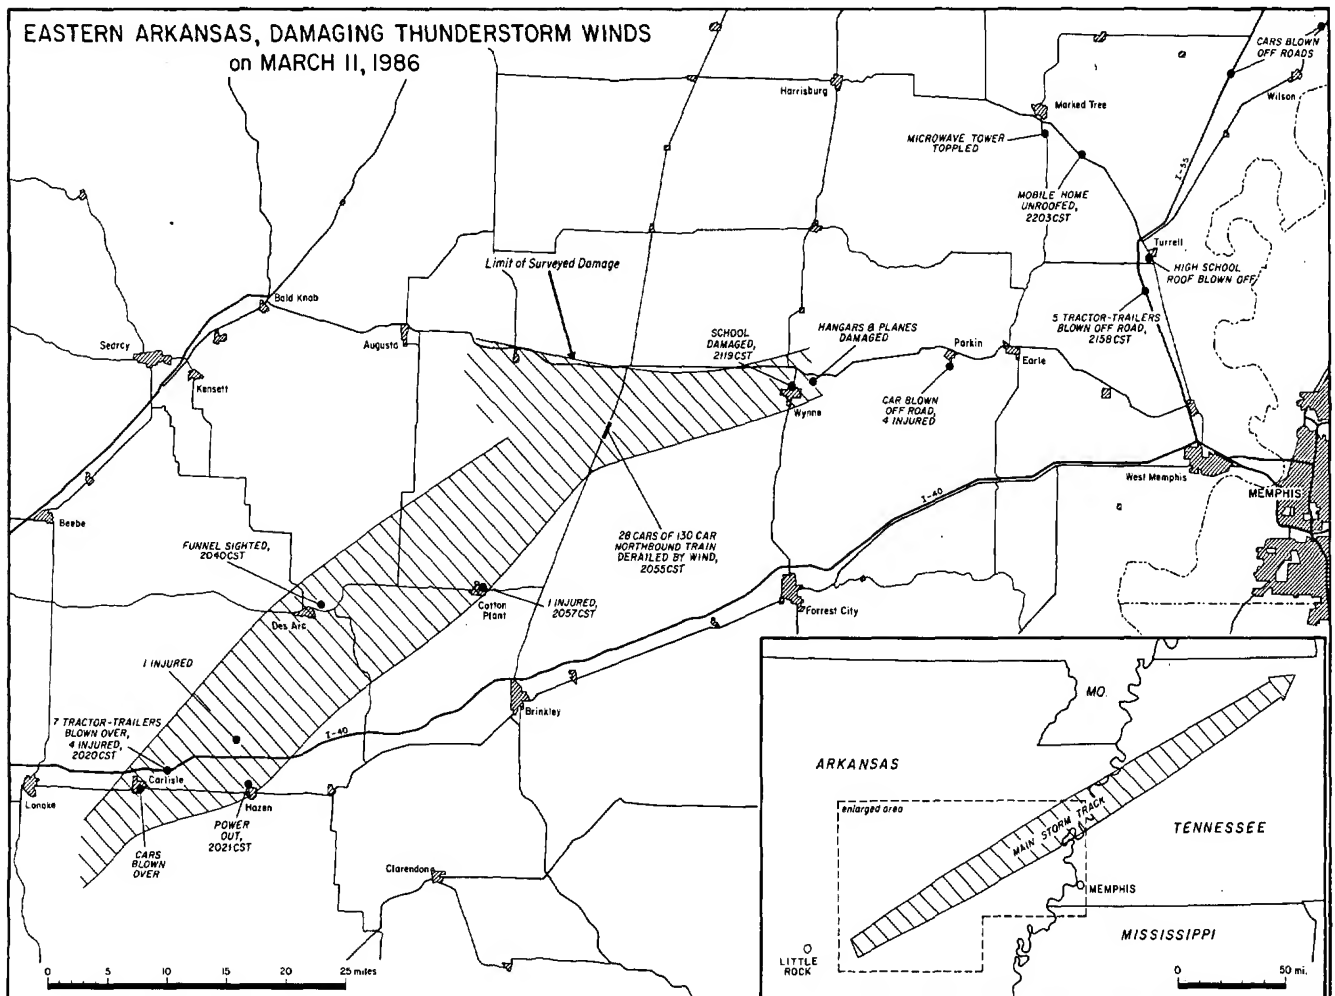 EASTERN ARKANSAS, DAMAGING THUNDERSTORM WINDS
on MARCH 11, 1986
CARS BLOWN
OFF ROADS
Wilson
Harrisburg
Marked Tree
MICROWAVE TOWER
TOPPLED
I-55
MOBILE HOME
UNROOFED,
2203CST
Turrell
HIGH SCHOOL
ROOF BLOWN OFF
Limit of Surveyed Damage
Bald Knob
Searcy
Augusta
Kensett
SCHOOL
DAMAGED,
2119CST
HANGARS & PLANES
DAMAGED
5 TRACTOR-TRAILERS
BLOWN OFF ROAD,
2158CST
Parkin
Earle
Wynne
CAR BLOWN
OFF ROAD,
4 INJURED
West Memphis
MEMPHIS
I-40
Beebe
FUNNEL SIGHTED,
2040CST
28 CARS OF 130 CAR
NORTHBOUND TRAIN
DERAILED BY WIND,
2055CST
Cotton
Plant
1 INJURED,
2057CST
Des Arc
Forrest City
1 INJURED
7 TRACTOR-TRAILERS
BLOWN OVER,
4 INJURED,
2020CST
I-40
Brinkley
Carlisle
Lonoke
Hazen
POWER
OUT,
2021CST
CARS
BLOWN
OVER
Clarendon
0 5 10 15 20 25 miles
MO.
ARKANSAS
enlarged area
MAIN STORM TRACK
TENNESSEE
MEMPHIS
MISSISSIPPI
LITTLE
ROCK
0 50 mi.